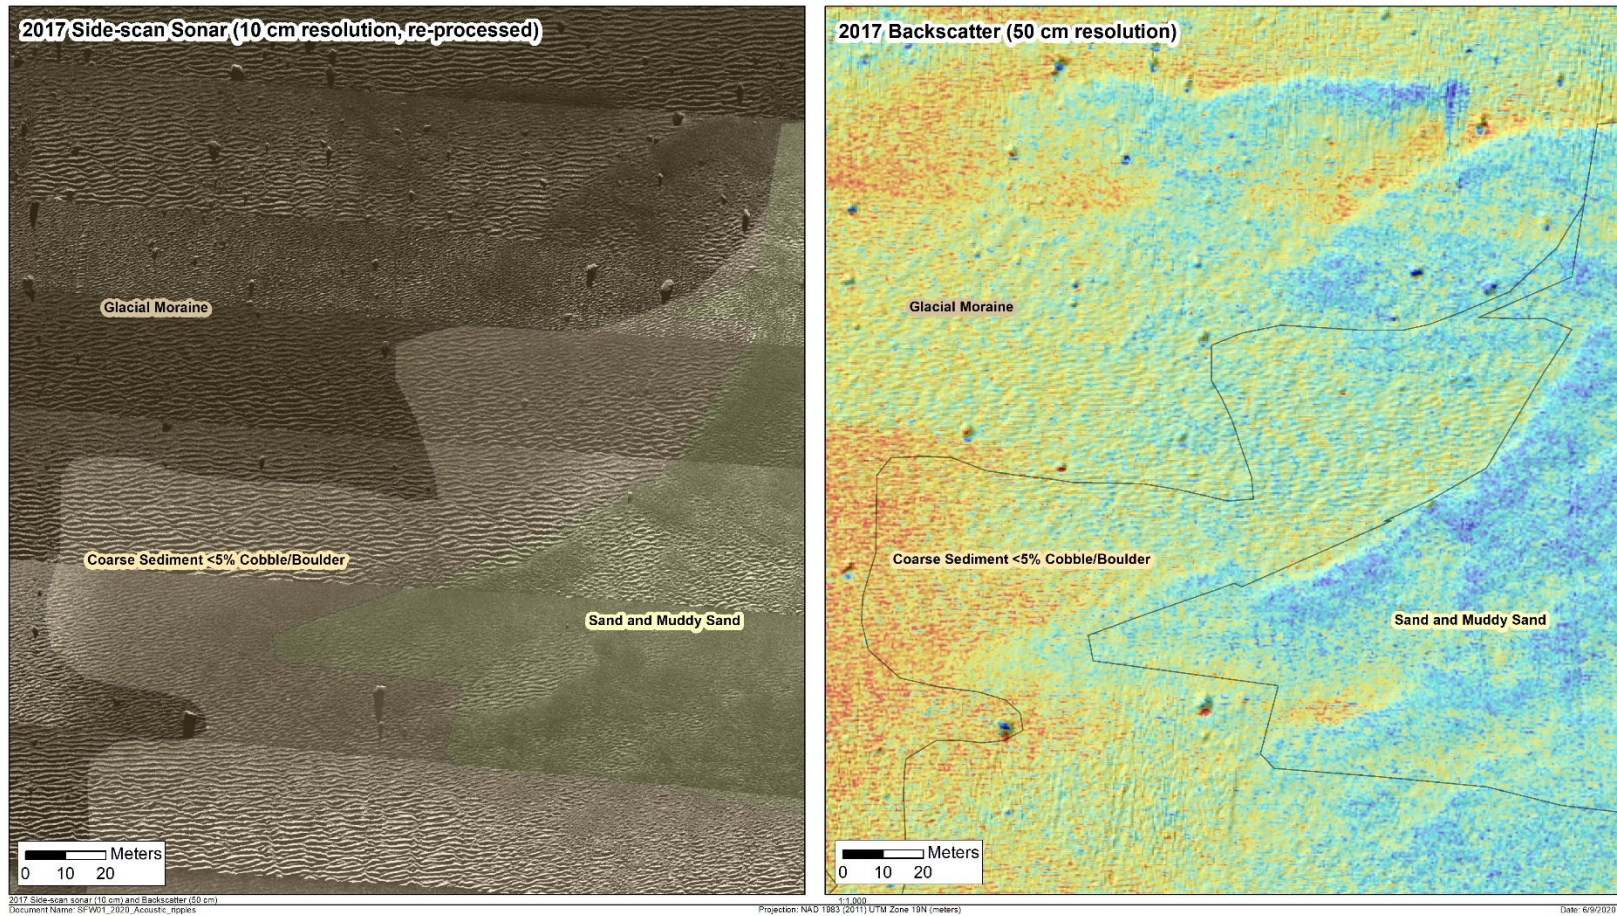 2017 Side-scan Sonar (10 cm resolution, re-processed)
Glacial Moraine
Coarse Sediment <5% Cobble/Boulder
Sand and Muddy Sand
Meters
0 10 20
2017 Backscatter (50 cm resolution)
Glacial Moraine
Coarse Sediment <5% Cobble/Boulder
Sand and Muddy Sand
Meters
0 10 20
2017 Side-scan sonar (10 cm) and Backscatter (50 cm)
1:1,000
Document Name: SFW01_2020_Acoustic_ripples
Projection: NAD 1983 (2011) UTM Zone 19N (meters)
Date: 6/9/2020